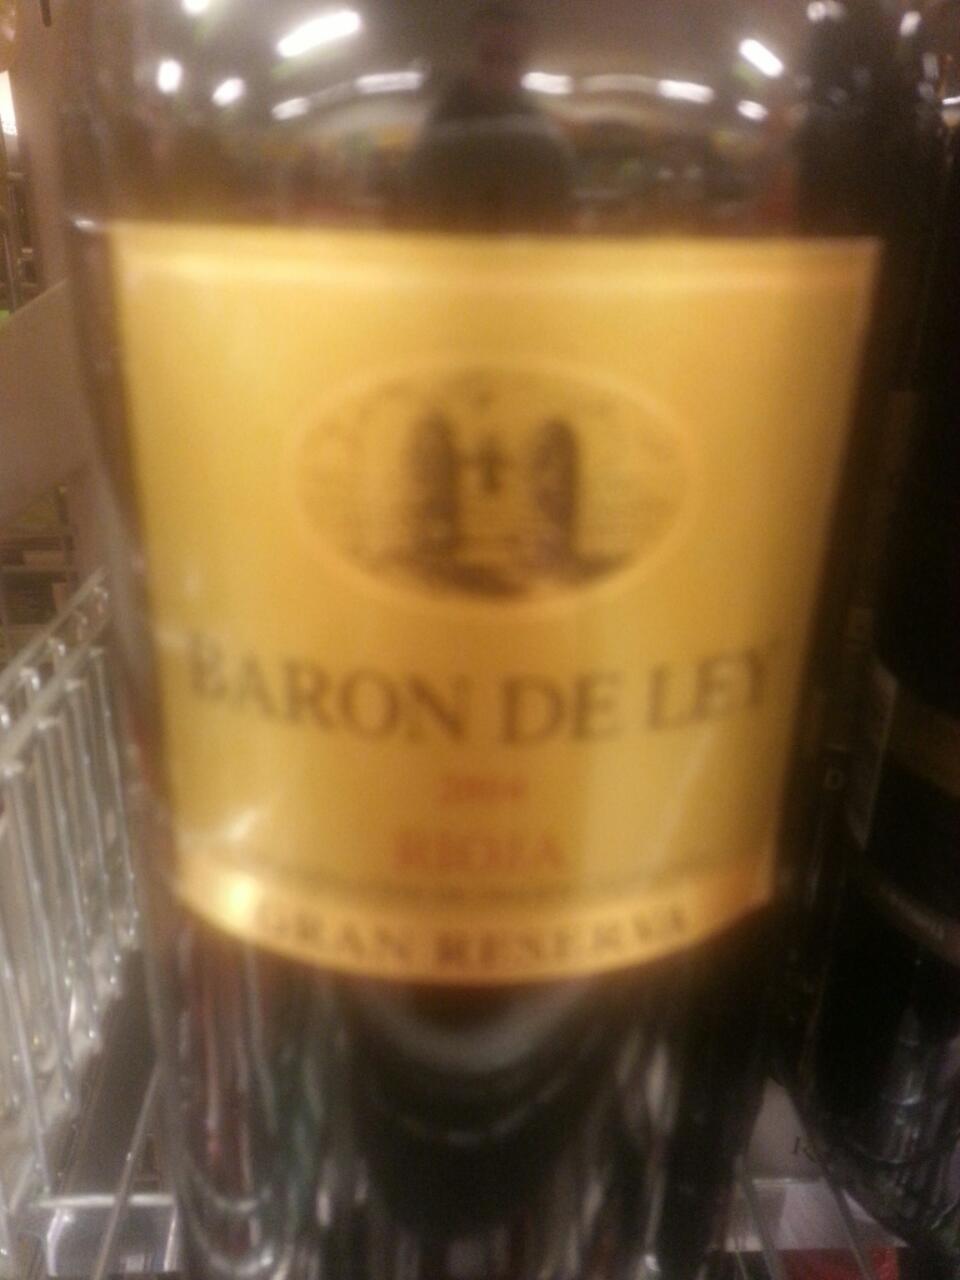 BARON DE LEY
RIOJA
GRAN RESERVA